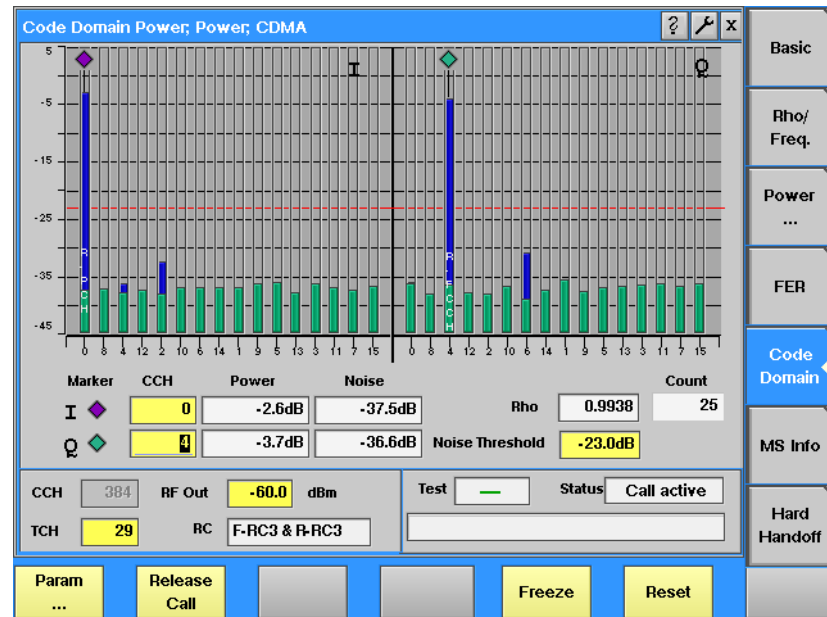 Code Domain Power; Power; CDMA
? x
Basic
Rho/
Freq.
Power
...
FER
Code
Domain
MS Info
Hard
Handoff
I Q
5
-5
-15
-25
-35
-45
R-PCH
R-FCCH
0 8 4 12 2 10 6 14 1 9 5 13 3 11 7 15
0 8 4 12 2 10 6 14 1 9 5 13 3 11 7 15
Marker CCH Power Noise Count
I 0 -2.6dB -37.5dB Rho 0.9938 25
Q 4 -3.7dB -36.6dB Noise Threshold -23.0dB
CCH 384 RF Out -60.0 dBm
TCH 29 RC F-RC3 & R-RC3
Test — Status Call active
Param
...
Release
Call
Freeze
Reset